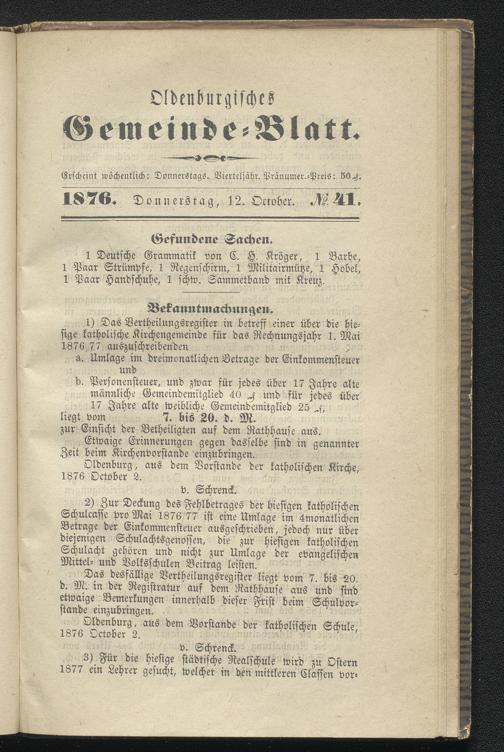 Oldenburgisches
Gemeinde-Blatt.
Erscheint wöchentlich: Donnerstags. Vierteljähr. Pränumer.-Preis: 50 ₰.
1876. Donnerstag, 12. October. № 41.
Gefundene Sachen.
1 Deutsche Grammatik von C. H. Kröger, 1 Barbe,
1 Paar Strümpfe, 1 Regenschirm, 1 Militairmütze, 1 Hobel,
1 Paar Handschuhe, 1 schw. Sammetband mit Kreuz.
Bekanntmachungen.
1) Das Vertheilungsregister in betreff einer über die hie-
sige katholische Kirchengemeinde für das Rechnungsjahr 1. Mai
1876/77 auszuschreibenden
a. Umlage im dreimonatlichen Betrage der Einkommensteuer
und
b. Personensteuer, und zwar für jedes über 17 Jahre alte
männliche Gemeindemitglied 40 ₰ und für jedes über
17 Jahre alte weibliche Gemeindemitglied 25 ₰,
liegt vom 7. bis 20. d. M.
zur Einsicht der Betheiligten auf dem Rathhause aus.
Etwaige Erinnerungen gegen dasselbe sind in genannter
Zeit beim Kirchenvorstande einzubringen.
Oldenburg, aus dem Vorstande der katholischen Kirche,
1876 October 2.
v. Schrenck.
2) Zur Deckung des Fehlbetrages der hiesigen katholischen
Schulcasse pro Mai 1876/77 ist eine Umlage im 4monatlichen
Betrage der Einkommensteuer ausgeschrieben, jedoch nur über
diejenigen Schulachtsgenossen, die zur hiesigen katholischen
Schulacht gehören und nicht zur Umlage der evangelischen
Mittel- und Volksschulen Beitrag leisten.
Das desfällige Vertheilungsregister liegt vom 7. bis 20.
d. M. in der Registratur auf dem Rathhause aus und sind
etwaige Bemerkungen innerhalb dieser Frist beim Schulvor-
stande einzubringen.
Oldenburg, aus dem Vorstande der katholischen Schule,
1876 October 2.
v. Schrenck.
3) Für die hiesige städtische Realschule wird zu Ostern
1877 ein Lehrer gesucht, welcher in den mittleren Classen vor-